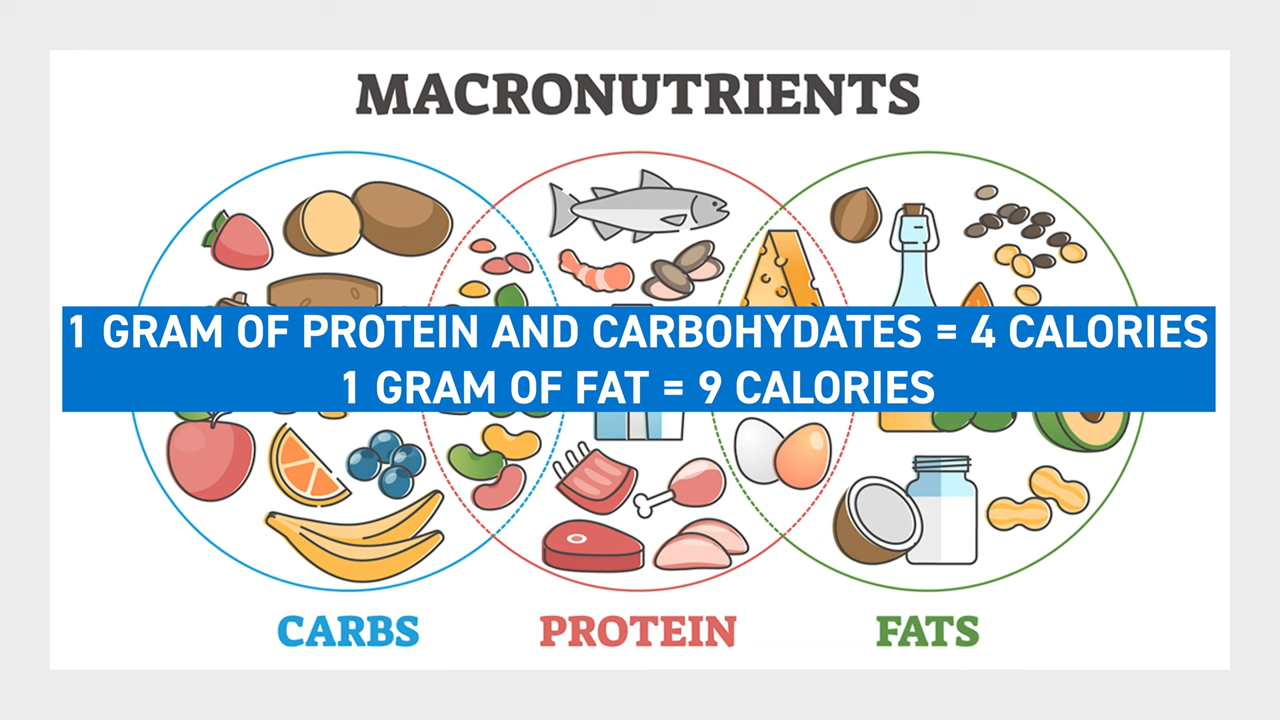 MACRONUTRIENTS
1 GRAM OF PROTEIN AND CARBOHYDATES = 4 CALORIES
1 GRAM OF FAT = 9 CALORIES
CARBS
PROTEIN
FATS